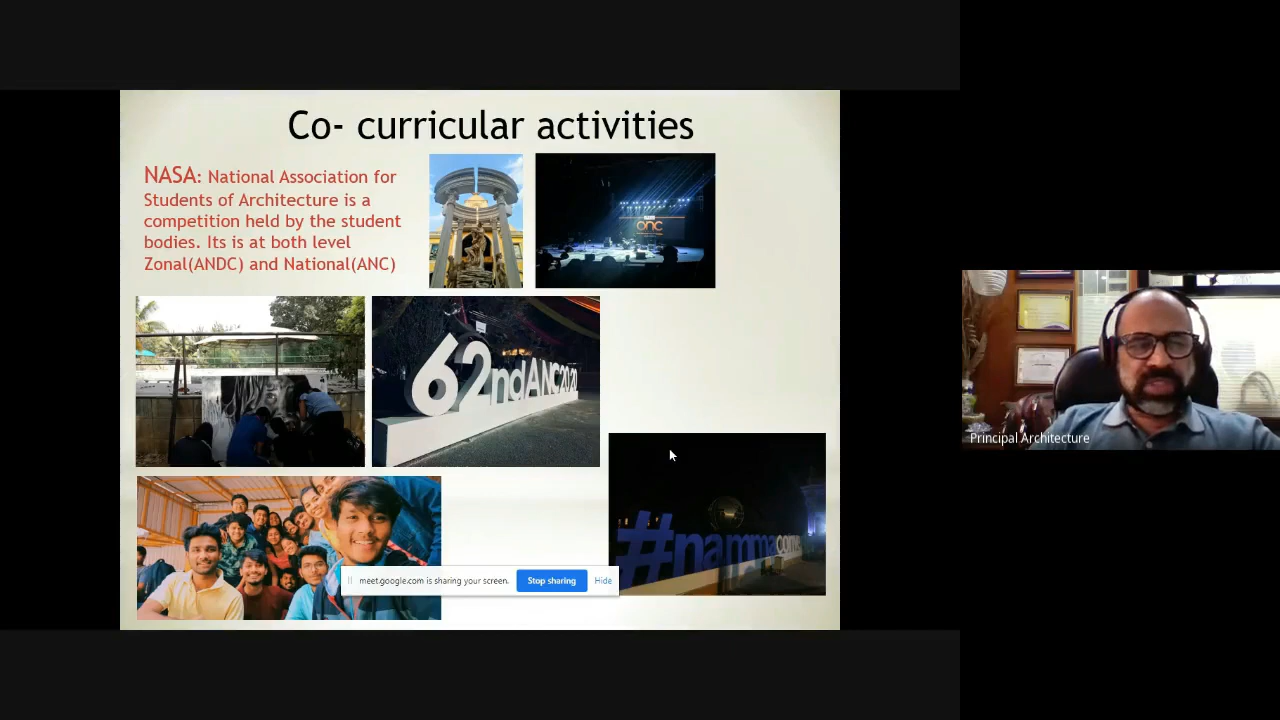 Co- curricular activities
NASA: National Association for
Students of Architecture is a
competition held by the student
bodies. Its is at both level
Zonal(ANDC) and National(ANC)
onc
62ndANC2020
#namma
meet.google.com is sharing your screen.
Stop sharing
Hide
Principal Architecture